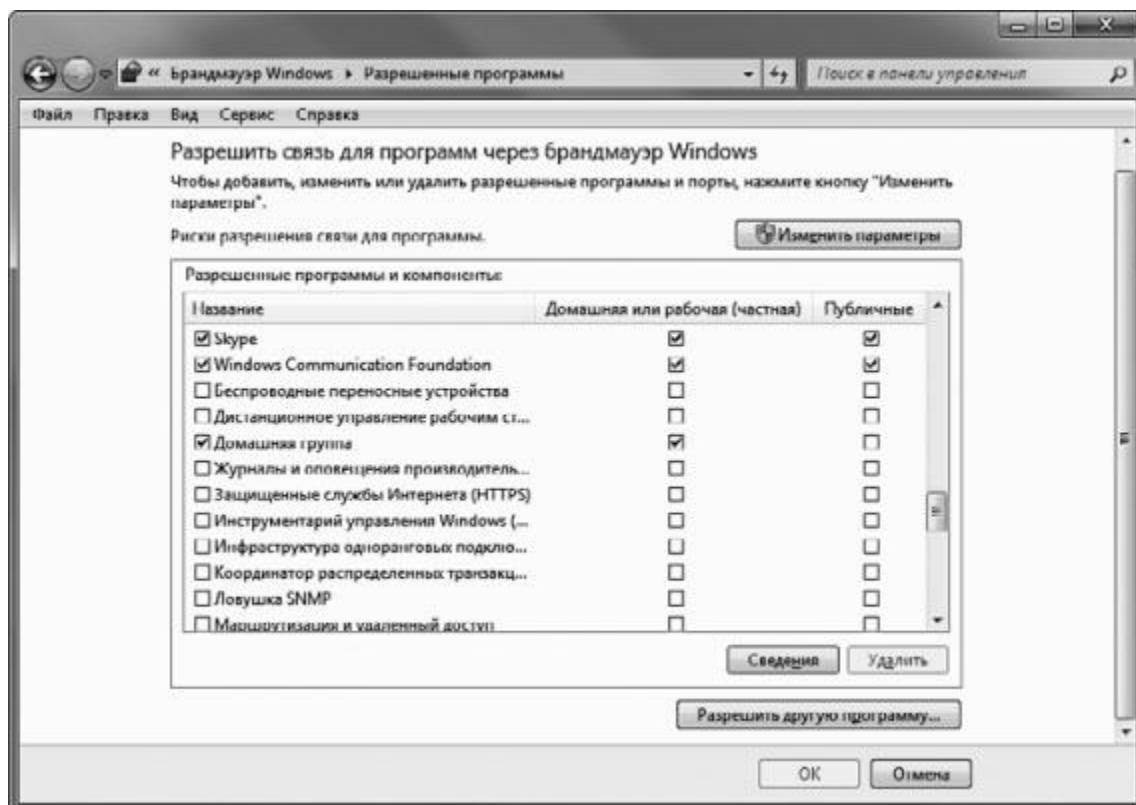 « Брандмауэр Windows ▸ Разрешенные программы
Поиск в панели управления
Файл Правка Вид Сервис Справка
Разрешить связь для программ через брандмауэр Windows
Чтобы добавить, изменить или удалить разрешенные программы и порты, нажмите кнопку "Изменить
параметры".
Риски разрешения связи для программы.
Изменить параметры
Разрешенные программы и компоненты:
Название Домашняя или рабочая (частная) Публичные
Skype
Windows Communication Foundation
Беспроводные переносные устройства
Дистанционное управление рабочим ст...
Домашняя группа
Журналы и оповещения производитель...
Защищенные службы Интернета (HTTPS)
Инструментарий управления Windows (...
Инфраструктура одноранговых подклю...
Координатор распределенных транзакц...
Ловушка SNMP
Маршрутизация и удаленный доступ
Сведения Удалить
Разрешить другую программу...
ОК Отмена